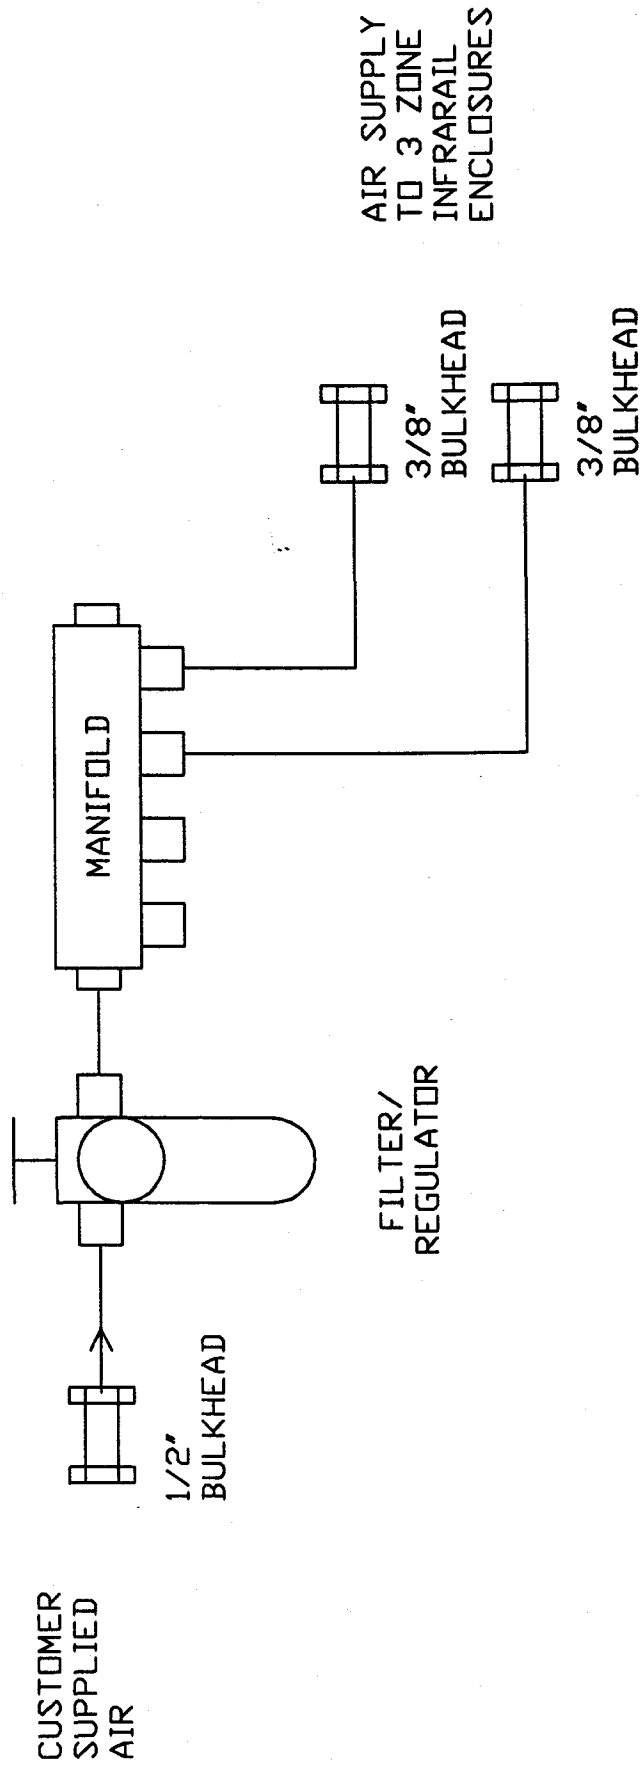 CUSTOMER
SUPPLIED
AIR
1/2"
BULKHEAD
FILTER/
REGULATOR
MANIFOLD
3/8"
BULKHEAD
3/8"
BULKHEAD
AIR SUPPLY
TO 3 ZONE
INFRARAIL
ENCLOSURES